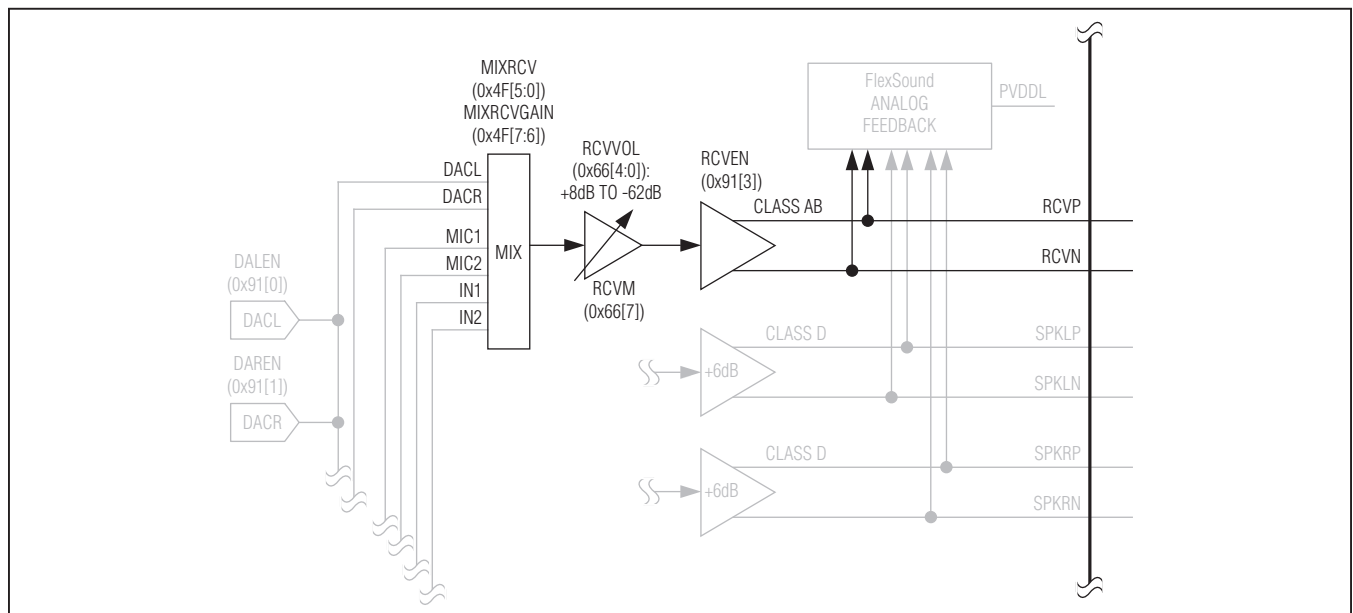 MIXRCV
(0x4F[5:0])
MIXRCVGAIN
(0x4F[7:6])
DACL
DACR
MIC1
MIC2
IN1
IN2
MIX
RCVVOL
(0x66[4:0]):
+8dB TO -62dB
RCVM
(0x66[7])
RCVEN
(0x91[3])
CLASS AB
FlexSound
ANALOG
FEEDBACK
PVDDL
RCVP
RCVN
DALEN
(0x91[0])
DACL
DAREN
(0x91[1])
DACR
CLASS D
+6dB
SPKLP
SPKLN
CLASS D
+6dB
SPKRP
SPKRN